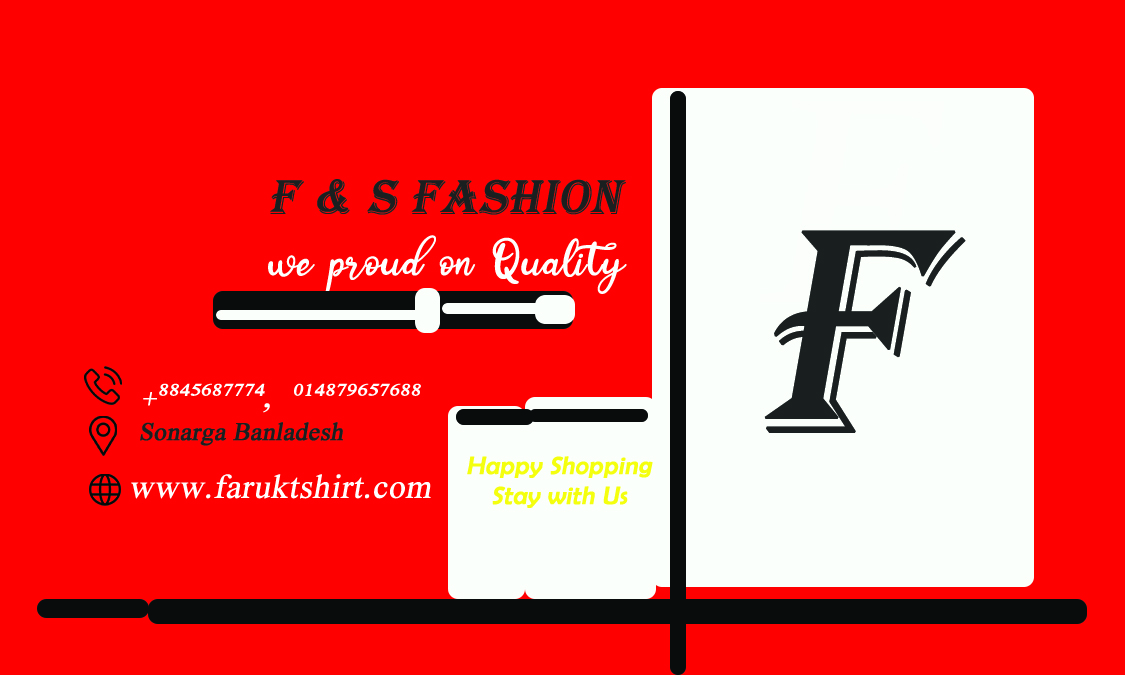 F & S FASHION
we proud on Quality
+8845687774, 014879657688
Sonarga Banladesh
www.faruktshirt.com
Happy Shopping
Stay with Us
F